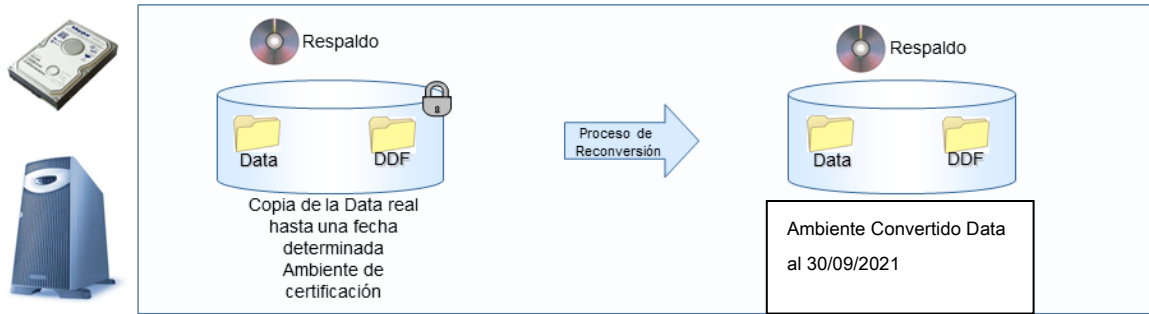 Respaldo
Data
DDF
Copia de la Data real
hasta una fecha
determinada
Ambiente de
certificación
Proceso de
Reconversión
Respaldo
Data
DDF
Ambiente Convertido Data
al 30/09/2021